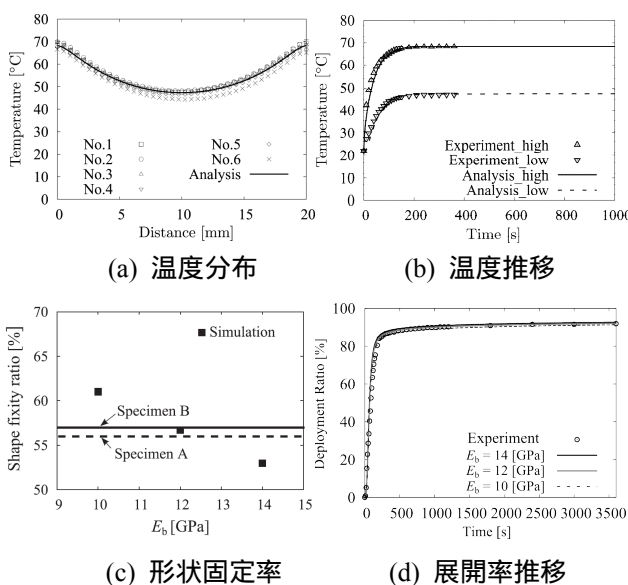 80
70
60
50
40
30
20
10
0
Temperature [°C]
No.1
No.2
No.3
No.4
No.5
No.6
Analysis
0 5 10 15 20
Distance [mm]
(a) 温度分布
80
70
60
50
40
30
20
10
0
Temperature [°C]
Experiment_high
Experiment_low
Analysis_high
Analysis_low
0 200 400 600 800 1000
Time [s]
(b) 温度推移
70
65
60
55
50
Shape fixity ratio [%]
Simulation
Specimen B
Specimen A
9 10 11 12 13 14 15
E_b [GPa]
(c) 形状固定率
100
80
60
40
20
0
Deployment Ratio [%]
Experiment
E_b = 14 [GPa]
E_b = 12 [GPa]
E_b = 10 [GPa]
0 500 1000 1500 2000 2500 3000 3500
Time [s]
(d) 展開率推移